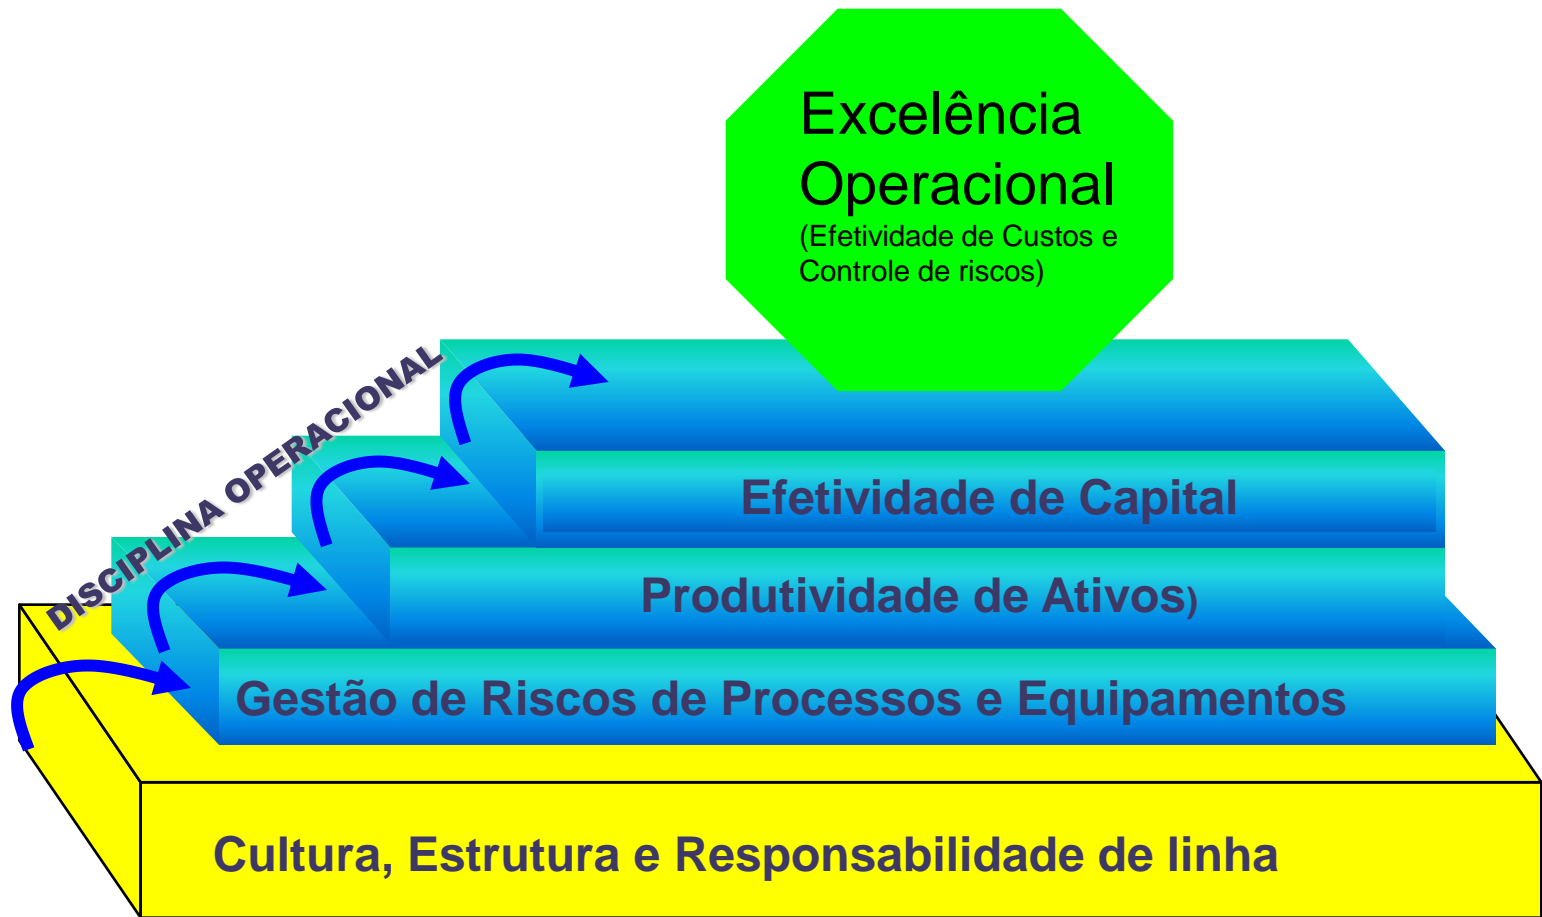 Excelência
Operacional
(Efetividade de Custos e
Controle de riscos)
DISCIPLINA OPERACIONAL
Efetividade de Capital
Produtividade de Ativos)
Gestão de Riscos de Processos e Equipamentos
Cultura, Estrutura e Responsabilidade de linha